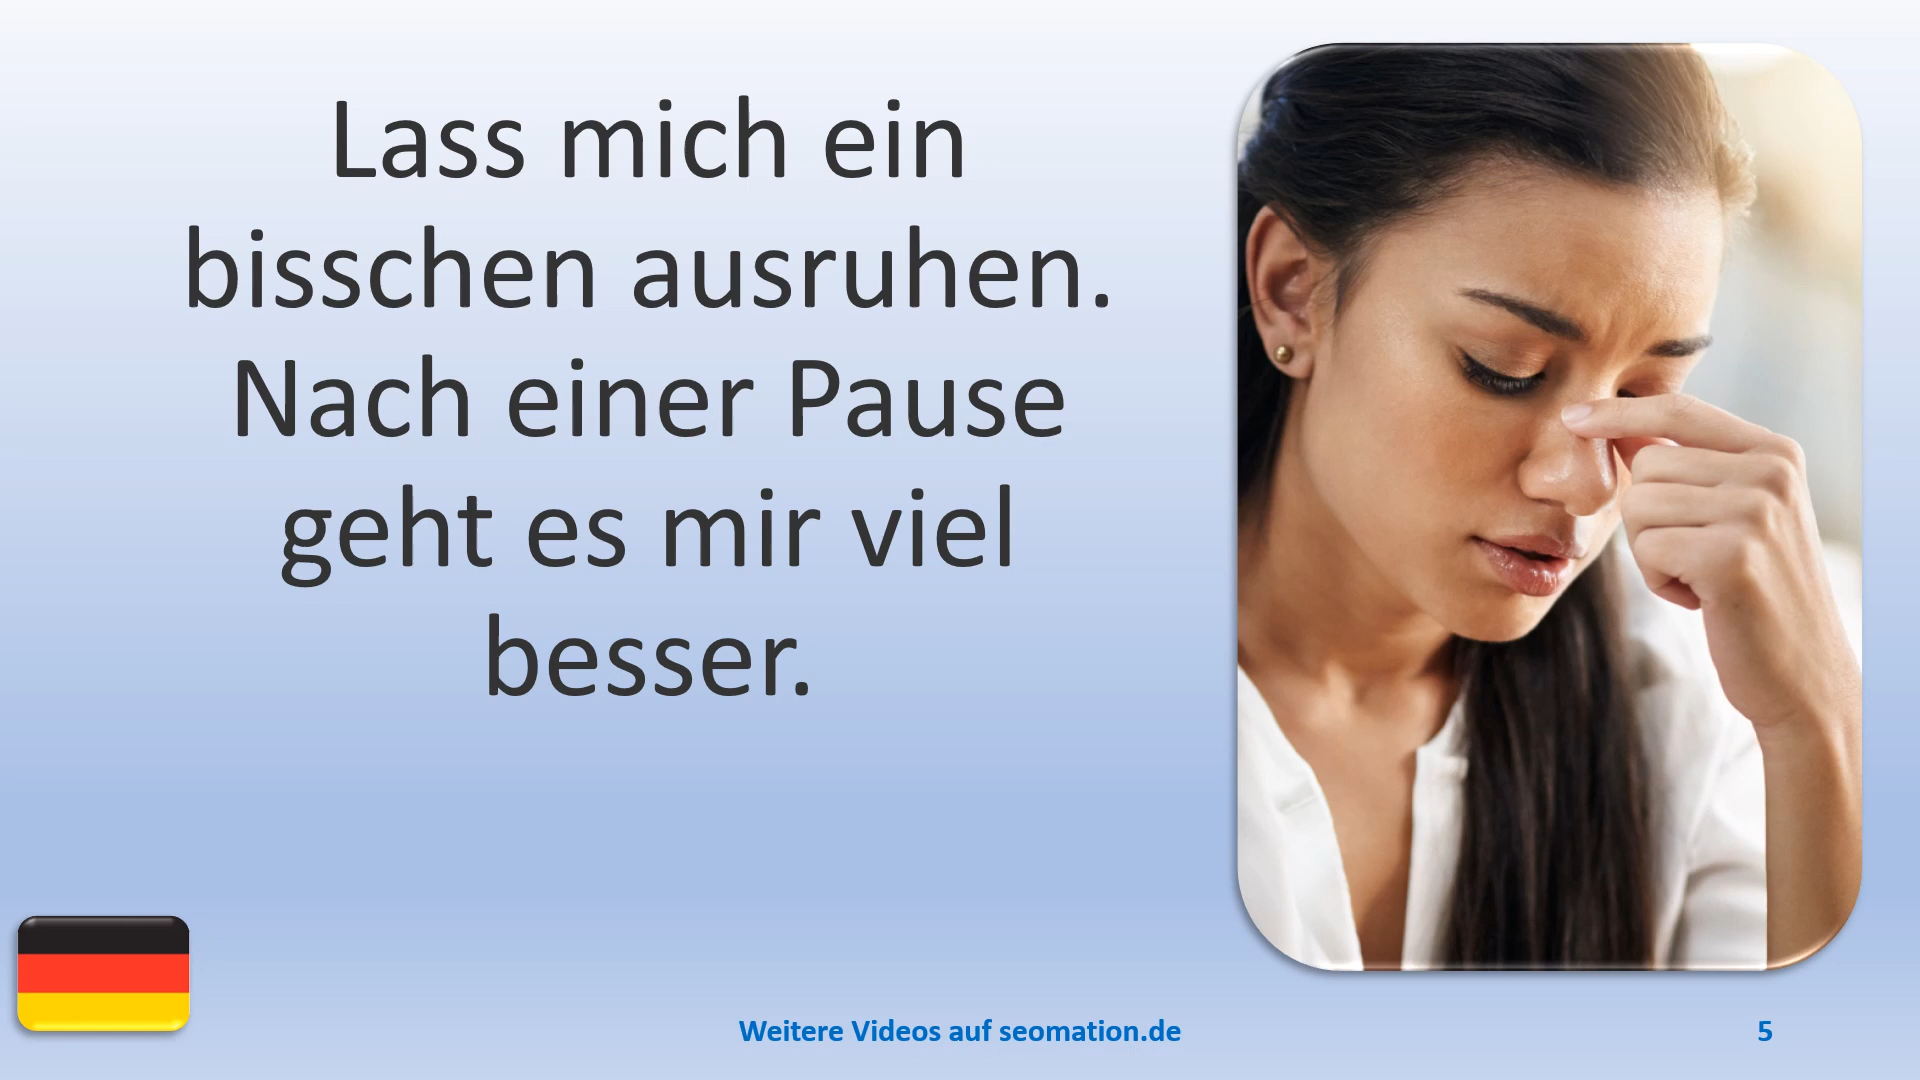 Lass mich ein
bisschen ausruhen.
Nach einer Pause
geht es mir viel
besser.
Weitere Videos auf seomation.de
5